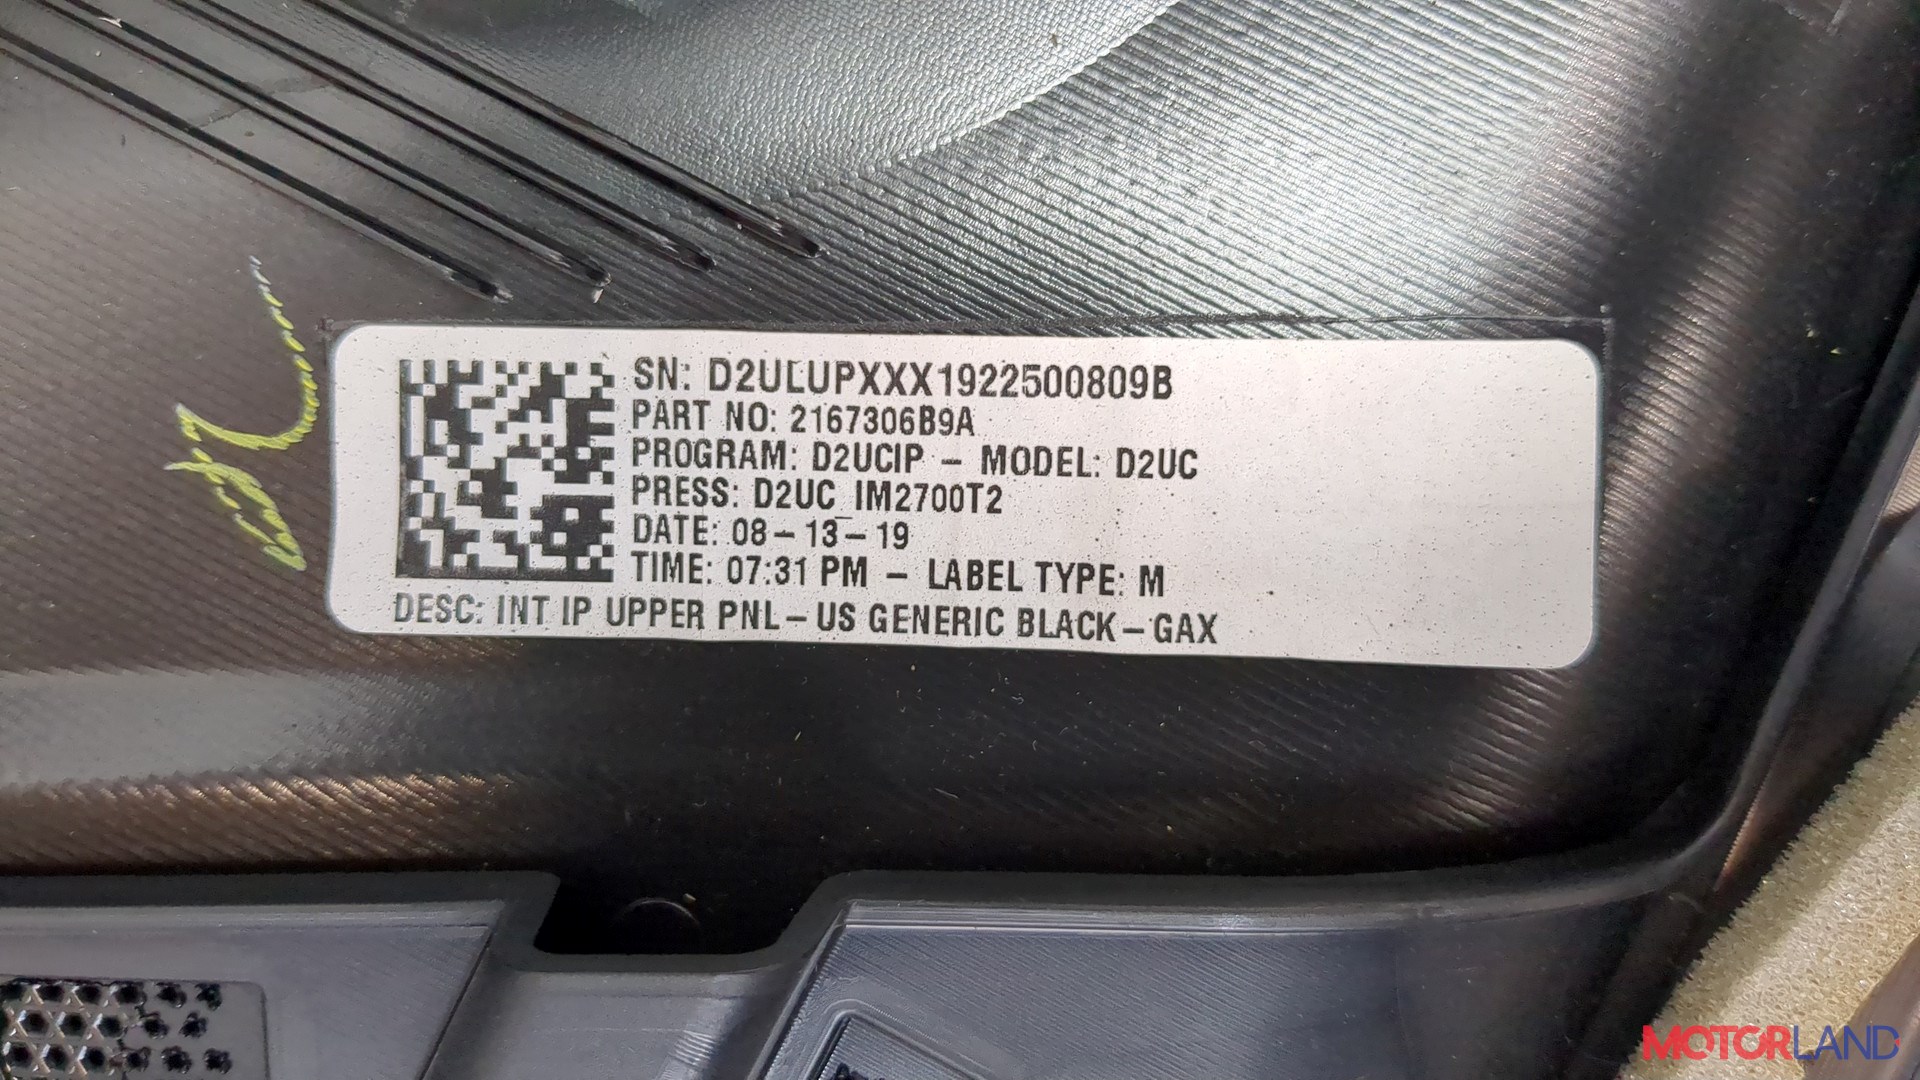 SN: D2ULUPXXX1922500809B
PART NO: 2167306B9A
PROGRAM: D2UCIP - MODEL: D2UC
PRESS: D2UC_IM2700T2
DATE: 08-13-19
TIME: 07:31 PM - LABEL TYPE: M
DESC: INT IP UPPER PNL-US GENERIC BLACK-GAX
MOTORLAND